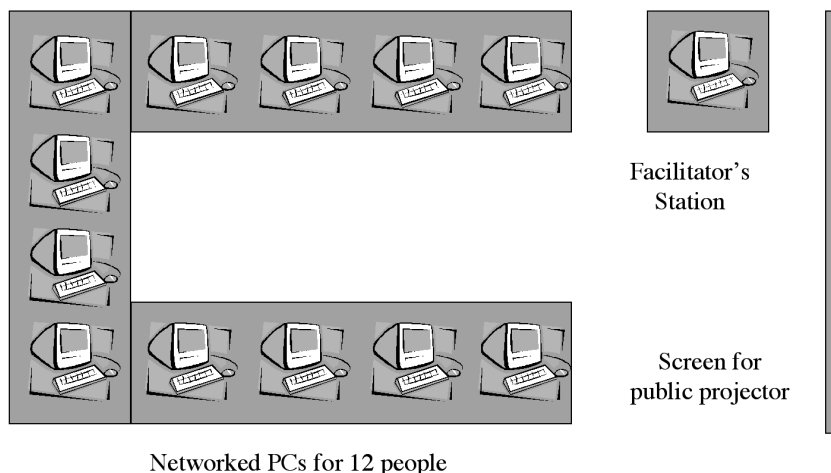 Facilitator's
Station
Screen for
public projector
Networked PCs for 12 people